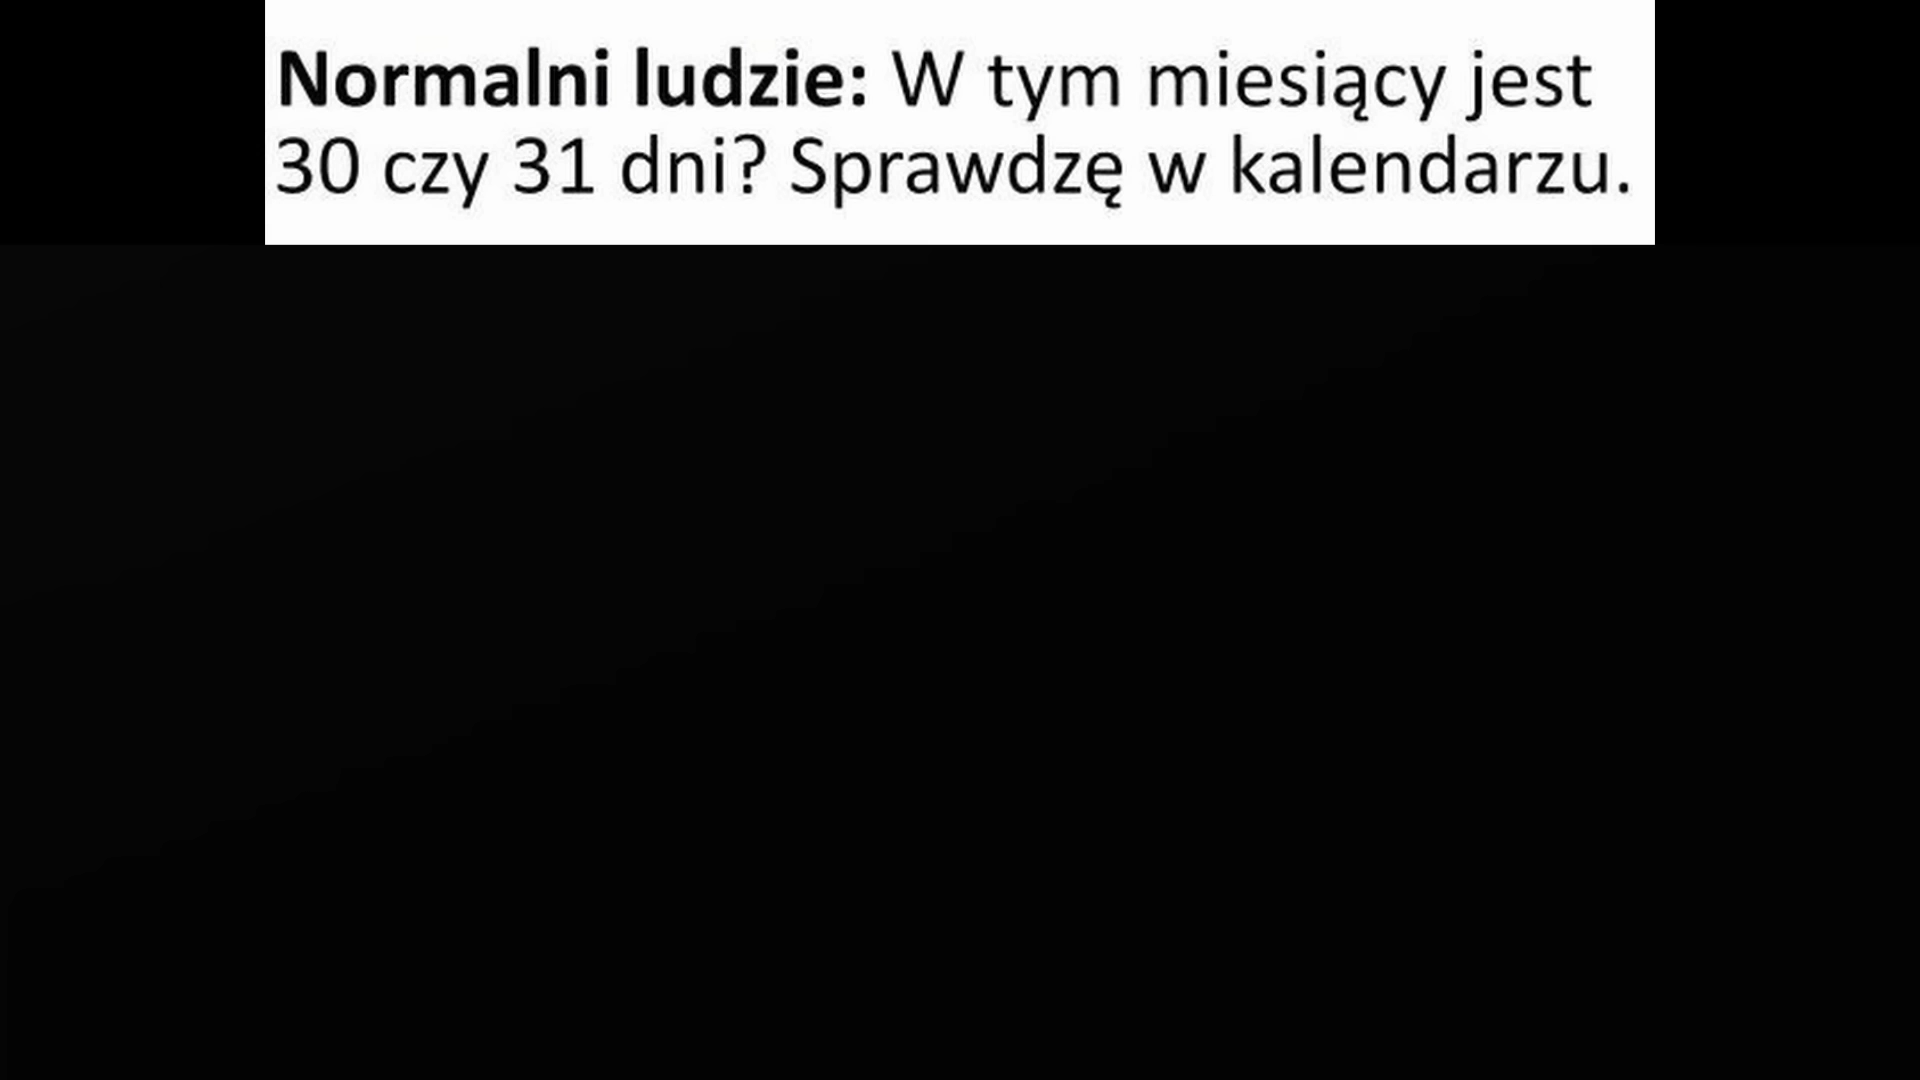 Normalni ludzie: W tym miesiący jest
30 czy 31 dni? Sprawdzę w kalendarzu.